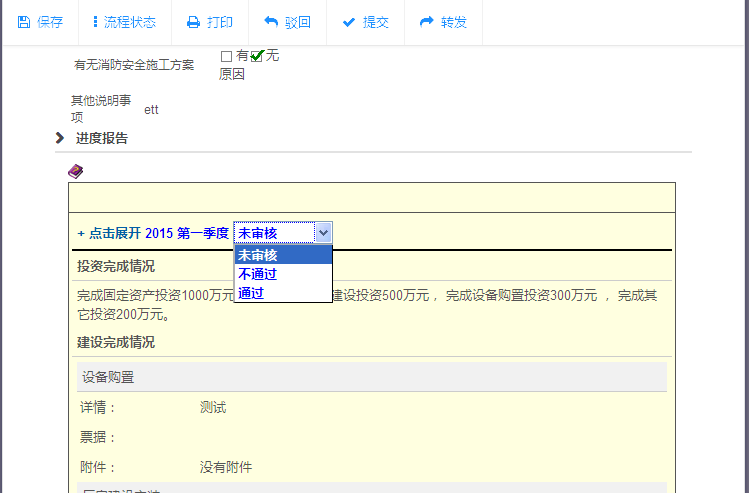 保存 流程状态 打印 驳回 提交 转发
有无消防安全施工方案 有 无
原因
其他说明事
项 ett
进度报告
+ 点击展开 2015 第一季度 未审核
未审核
不通过
通过
投资完成情况
完成固定资产投资1000万元 建设投资500万元 ，完成设备购置投资300万元 ，完成其
它投资200万元。
建设完成情况
设备购置
详情： 测试
票据：
附件： 没有附件